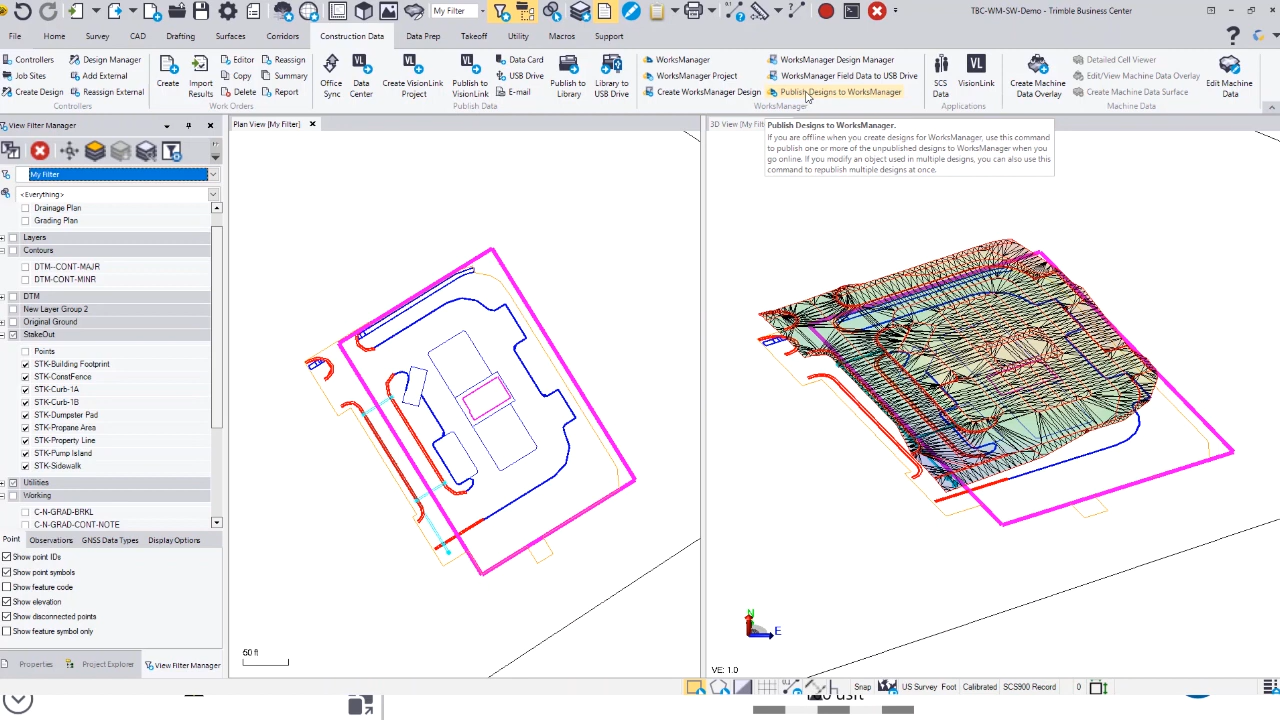 My Filter
TBC-WM-SW-Demo - Trimble Business Center
File Home Survey CAD Drafting Surfaces Corridors Construction Data Data Prep Takeoff Utility Macros Support
Controllers
Job Sites
Create Design
Design Manager
Add External
Reassign External
Controllers
Create
Import Results
Edit
Copy
Delete
Reassign
Summary
Report
Work Orders
Office Sync
Data Center
Create VisionLink Project
Publish to VisionLink
Data Card
USB Drive
E-mail
Publish to Library
Library to USB Drive
Publish Data
WorksManager
WorksManager Project
Create WorksManager Design
WorksManager Design Manager
WorksManager Field Data to USB Drive
Publish Designs to WorksManager
WorksManager
SCS Data
VisionLink
Applications
Create Machine Data Overlay
Detailed Cell Viewer
Edit/View Machine Data Overlay
Create Machine Data Surface
Edit Machine Data
Machine Data
View Filter Manager
Plan View [My Filter]
3D View [My Filt
Publish Designs to WorksManager.
If you are offline when you create designs for WorksManager, use this command
to publish one or more of the unpublished designs to WorksManager when you
go online. If you modify an object used in multiple designs, you can also use this
command to republish multiple designs at once.
My Filter
<Everything>
Drainage Plan
Grading Plan
Layers
Contours
DTM--CONT-MAJR
DTM-CONT-MINR
DTM
New Layer Group 2
Original Ground
StakeOut
Points
STK-Building Footprint
STK-ConstFence
STK-Curb-1A
STK-Curb-1B
STK-Dumpster Pad
STK-Propane Area
STK-Property Line
STK-Pump Island
STK-Sidewalk
Utilities
Working
C-N-GRAD-BRKL
C-N-GRAD-CONT-NOTE
Point Observations GNSS Data Types Display Options
Show point IDs
Show point symbols
Show feature code
Show elevation
Show disconnected points
Show feature symbol only
Properties Project Explorer View Filter Manager
50 ft
N
E
VE: 1.0
Snap US Survey Foot Calibrated SCS900 Record 0